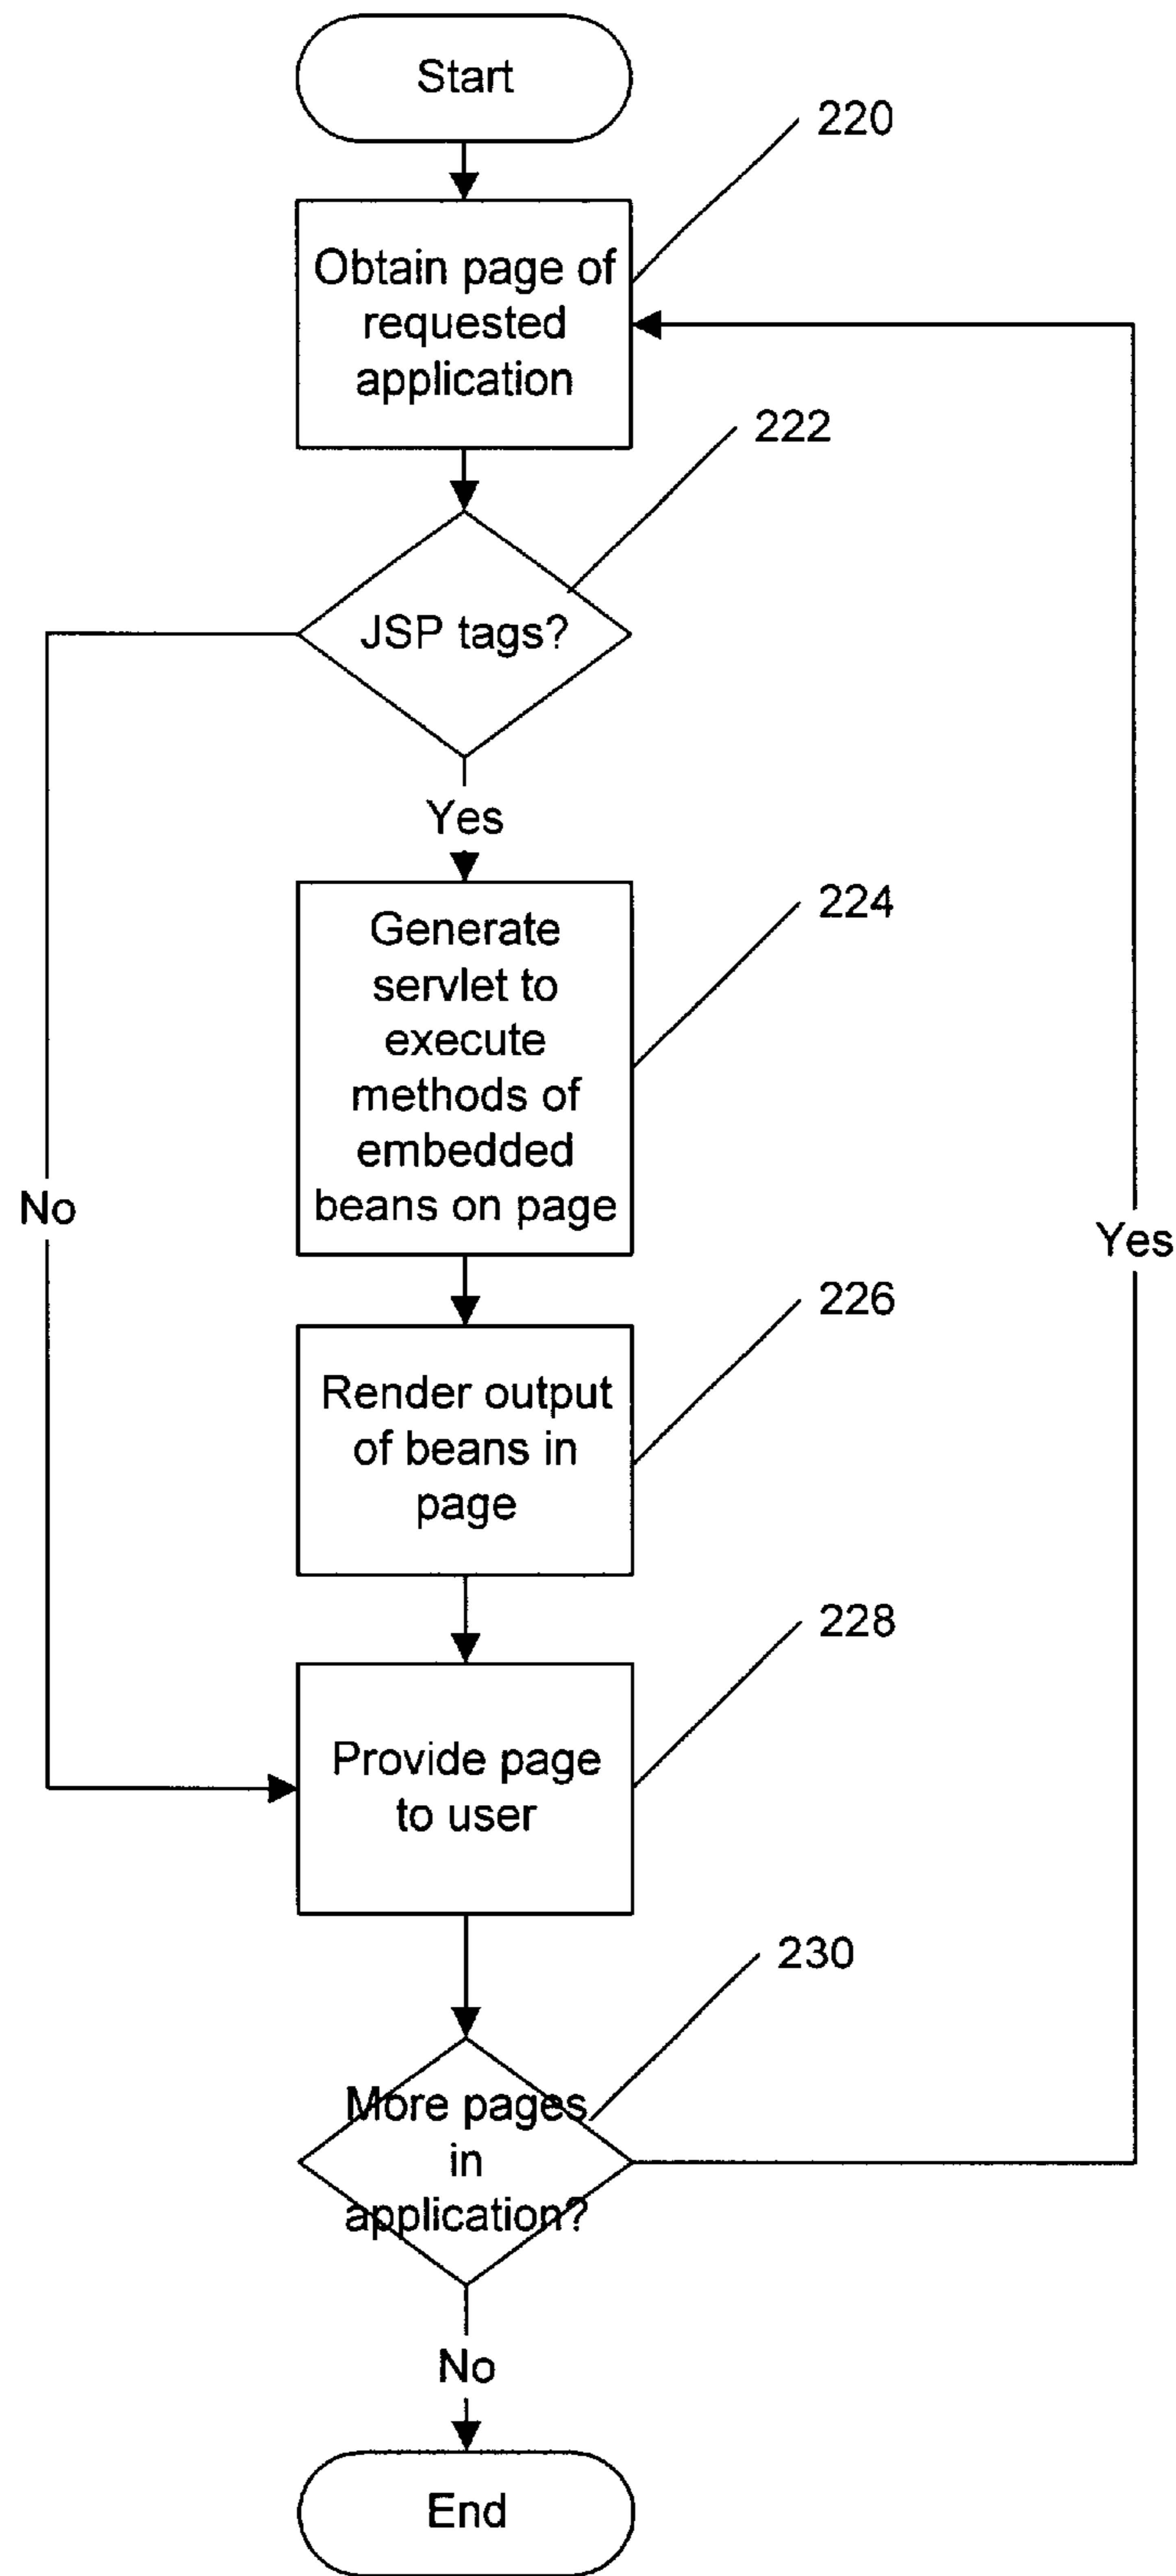 Start
220
Obtain page of
requested
application
222
JSP tags?
Yes
224
Generate
servlet to
execute
methods of
embedded
beans on page
No
Yes
226
Render output
of beans in
page
228
Provide page
to user
230
More pages
in
application?
No
End